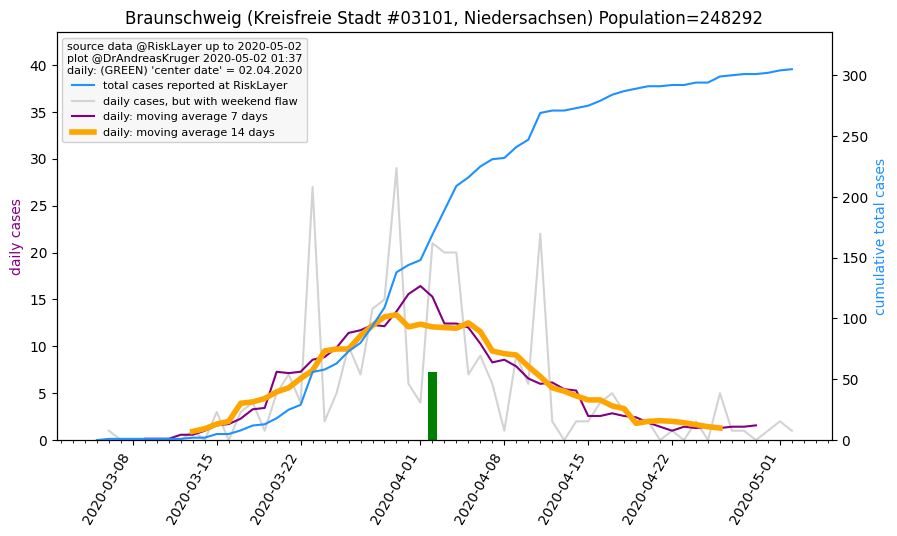 Braunschweig (Kreisfreie Stadt #03101, Niedersachsen) Population=248292
source data @RiskLayer up to 2020-05-02
plot @DrAndreasKruger 2020-05-02 01:37
daily: (GREEN) 'center date' = 02.04.2020
total cases reported at RiskLayer
daily cases, but with weekend flaw
daily: moving average 7 days
daily: moving average 14 days
daily cases
40
35
30
25
20
15
10
5
0
cumulative total cases
300
250
200
150
100
50
0
2020-03-08
2020-03-15
2020-03-22
2020-04-01
2020-04-08
2020-04-15
2020-04-22
2020-05-01